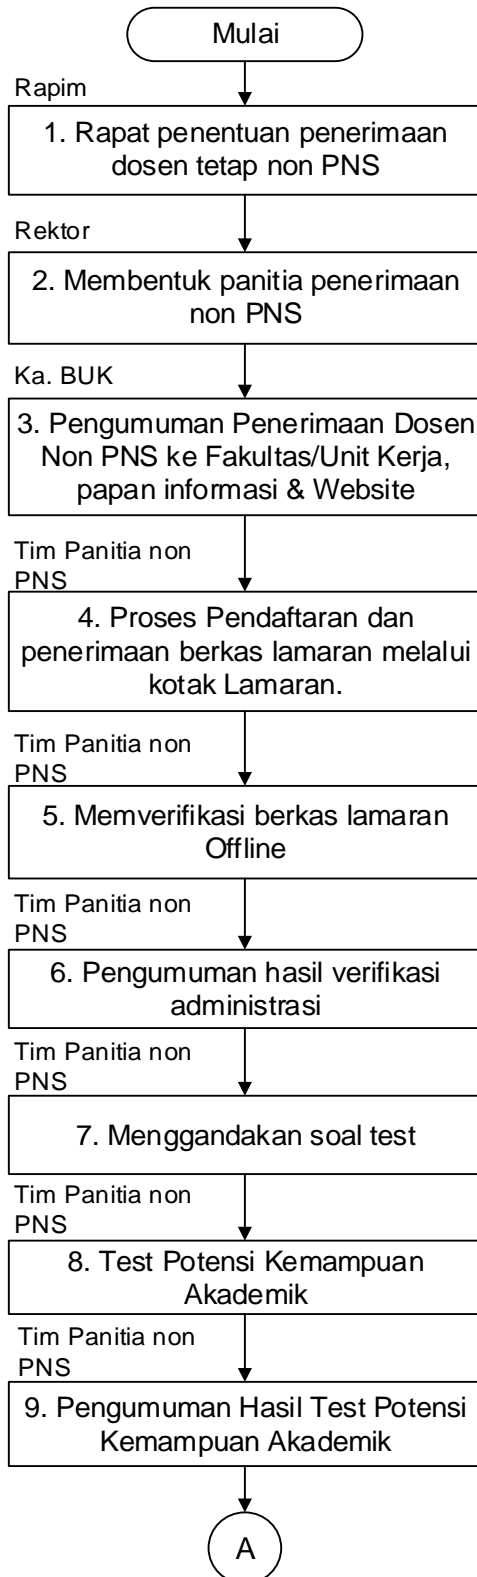 Mulai
Rapim
1. Rapat penentuan penerimaan
dosen tetap non PNS
Rektor
2. Membentuk panitia penerimaan
non PNS
Ka. BUK
3. Pengumuman Penerimaan Dosen
Non PNS ke Fakultas/Unit Kerja,
papan informasi & Website
Tim Panitia non
PNS
4. Proses Pendaftaran dan
penerimaan berkas lamaran melalui
kotak Lamaran.
Tim Panitia non
PNS
5. Memverifikasi berkas lamaran
Offline
Tim Panitia non
PNS
6. Pengumuman hasil verifikasi
administrasi
Tim Panitia non
PNS
7. Menggandakan soal test
Tim Panitia non
PNS
8. Test Potensi Kemampuan
Akademik
Tim Panitia non
PNS
9. Pengumuman Hasil Test Potensi
Kemampuan Akademik
A